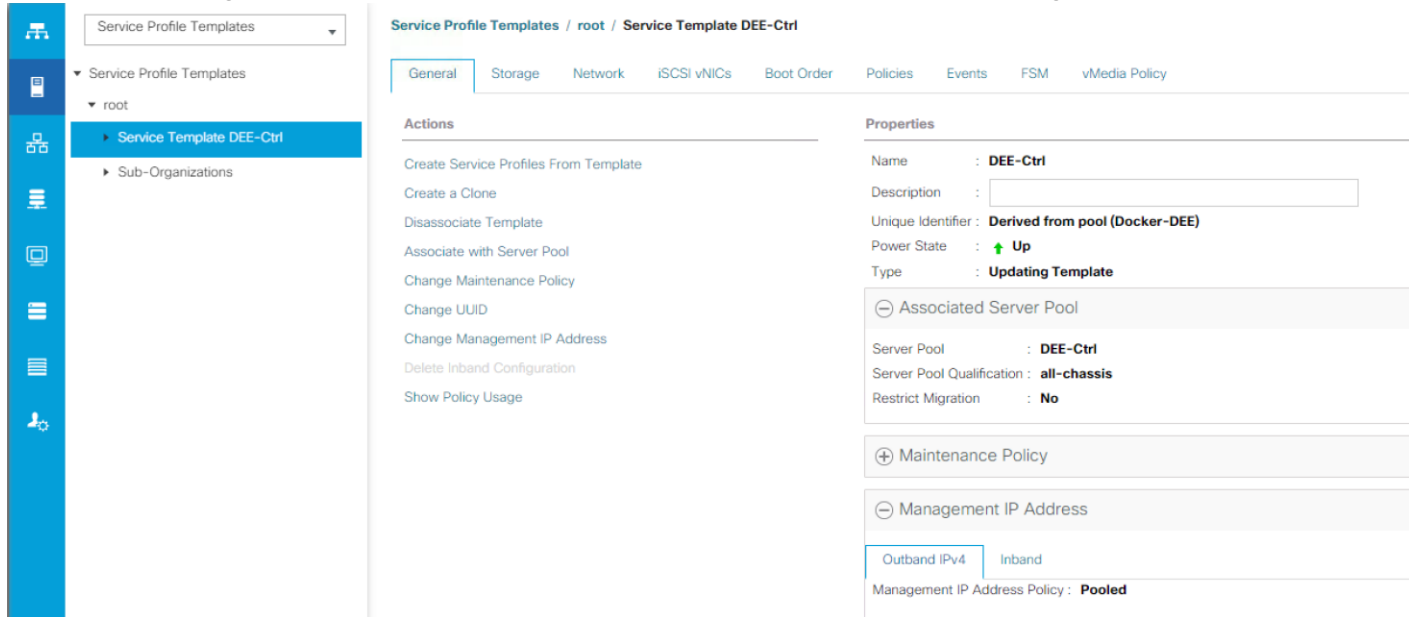 Service Profile Templates
Service Profile Templates
root
Service Template DEE-Ctrl
Sub-Organizations
Service Profile Templates / root / Service Template DEE-Ctrl
General Storage Network iSCSI vNICs Boot Order Policies Events FSM vMedia Policy
Actions
Create Service Profiles From Template
Create a Clone
Disassociate Template
Associate with Server Pool
Change Maintenance Policy
Change UUID
Change Management IP Address
Delete Inband Configuration
Show Policy Usage
Properties
Name : DEE-Ctrl
Description :
Unique Identifier : Derived from pool (Docker-DEE)
Power State : Up
Type : Updating Template
Associated Server Pool
Server Pool : DEE-Ctrl
Server Pool Qualification : all-chassis
Restrict Migration : No
Maintenance Policy
Management IP Address
Outband IPv4 Inband
Management IP Address Policy : Pooled